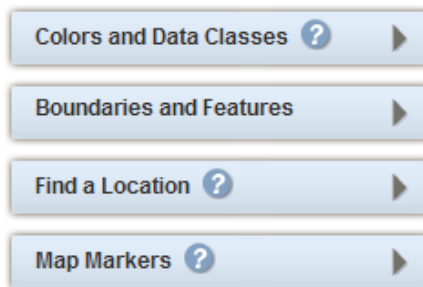 Colors and Data Classes ?
Boundaries and Features
Find a Location ?
Map Markers ?